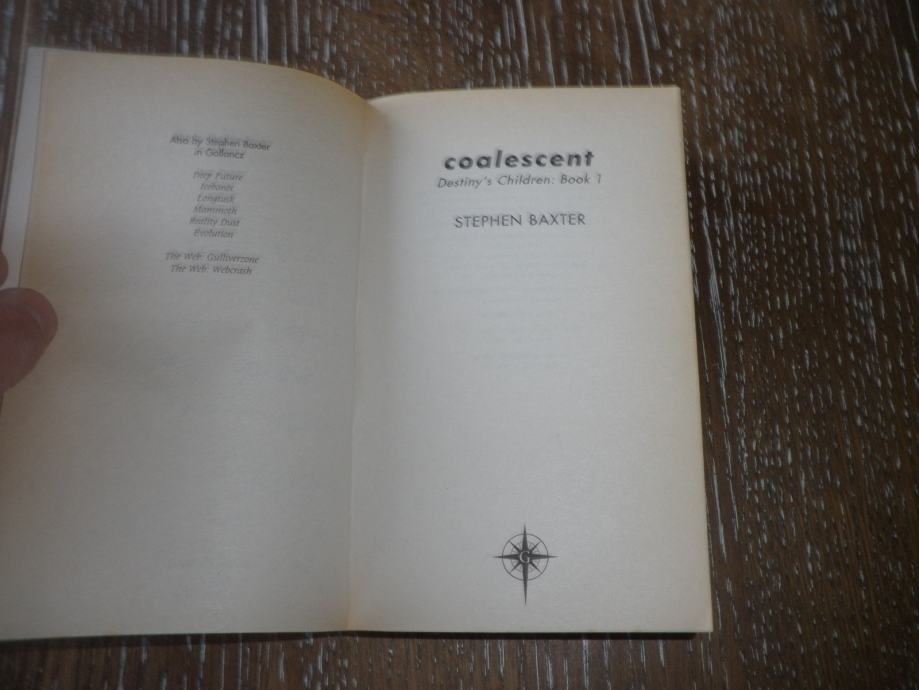 Also by Stephen Baxter
in Gollancz
Deep Future
Icebones
Longtusk
Mammoth
Reality Dust
Evolution
The Web: Gulliverzone
The Web: Webcrash
coalescent
Destiny's Children: Book 1
STEPHEN BAXTER
G